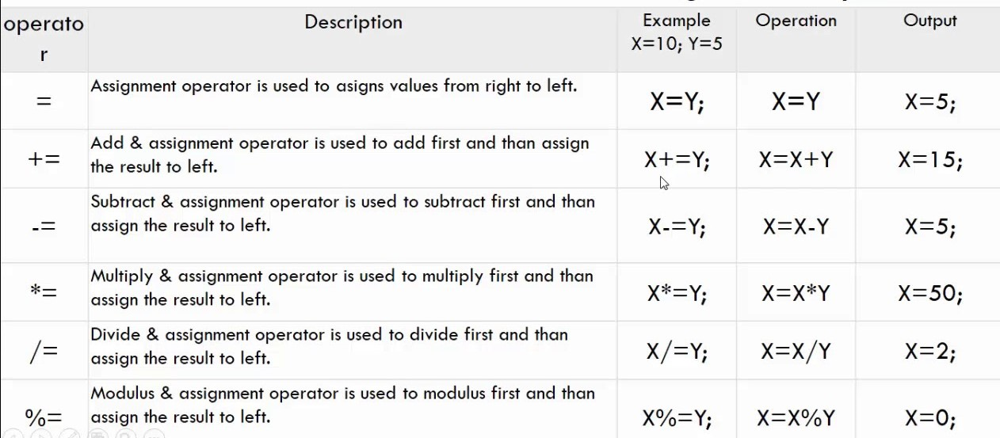 operato
r
Description
Example
X=10; Y=5
Operation
Output
=
Assignment operator is used to asigns values from right to left.
X=Y;
X=Y
X=5;
+=
Add & assignment operator is used to add first and than assign
the result to left.
X+=Y;
X=X+Y
X=15;
-=
Subtract & assignment operator is used to subtract first and than
assign the result to left.
X-=Y;
X=X-Y
X=5;
*=
Multiply & assignment operator is used to multiply first and than
assign the result to left.
X*=Y;
X=X*Y
X=50;
/=
Divide & assignment operator is used to divide first and than
assign the result to left.
X/=Y;
X=X/Y
X=2;
%=
Modulus & assignment operator is used to modulus first and than
assign the result to left.
X%=Y;
X=X%Y
X=0;